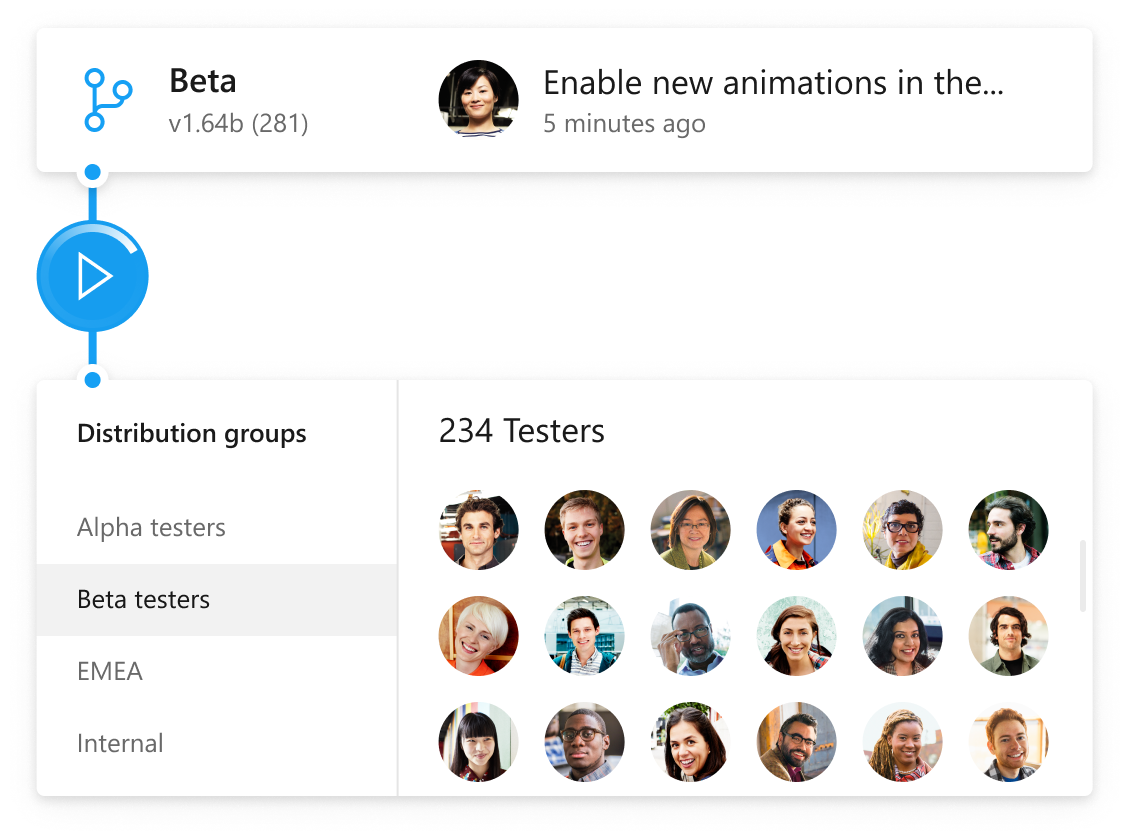 Beta
v1.64b (281)
Enable new animations in the...
5 minutes ago
Distribution groups
Alpha testers
Beta testers
EMEA
Internal
234 Testers